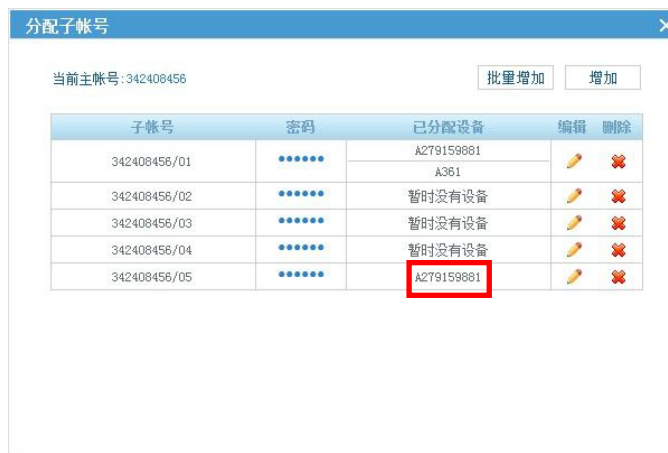 分配子帐号
当前主帐号:342408456 批量增加 增加
子帐号 密码 已分配设备 编辑 删除
342408456/01 ●●●●●● A279159881
A361
342408456/02 ●●●●●● 暂时没有设备
342408456/03 ●●●●●● 暂时没有设备
342408456/04 ●●●●●● 暂时没有设备
342408456/05 ●●●●●● A279159881